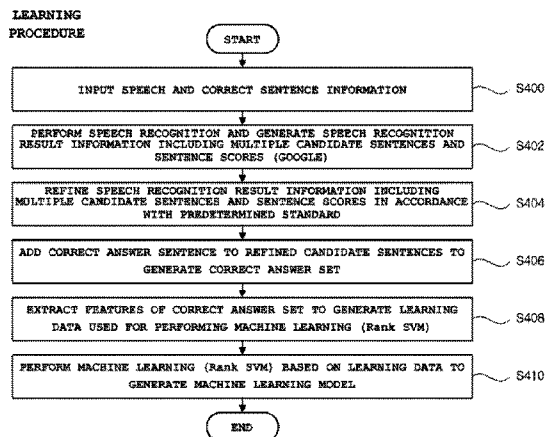 LEARNING
PROCEDURE
START
INPUT SPEECH AND CORRECT SENTENCE INFORMATION
S400
PERFORM SPEECH RECOGNITION AND GENERATE SPEECH RECOGNITION
RESULT INFORMATION INCLUDING MULTIPLE CANDIDATE SENTENCES AND
SENTENCE SCORES (GOOGLE)
S402
REFINE SPEECH RECOGNITION RESULT INFORMATION INCLUDING
MULTIPLE CANDIDATE SENTENCES AND SENTENCE SCORES IN ACCORDANCE
WITH PREDETERMINED STANDARD
S404
ADD CORRECT ANSWER SENTENCE TO REFINED CANDIDATE SENTENCES TO
GENERATE CORRECT ANSWER SET
S406
EXTRACT FEATURES OF CORRECT ANSWER SET TO GENERATE LEARNING
DATA USED FOR PERFORMING MACHINE LEARNING (Rank SVM)
S408
PERFORM MACHINE LEARNING (Rank SVM) BASED ON LEARNING DATA TO
GENERATE MACHINE LEARNING MODEL
S410
END